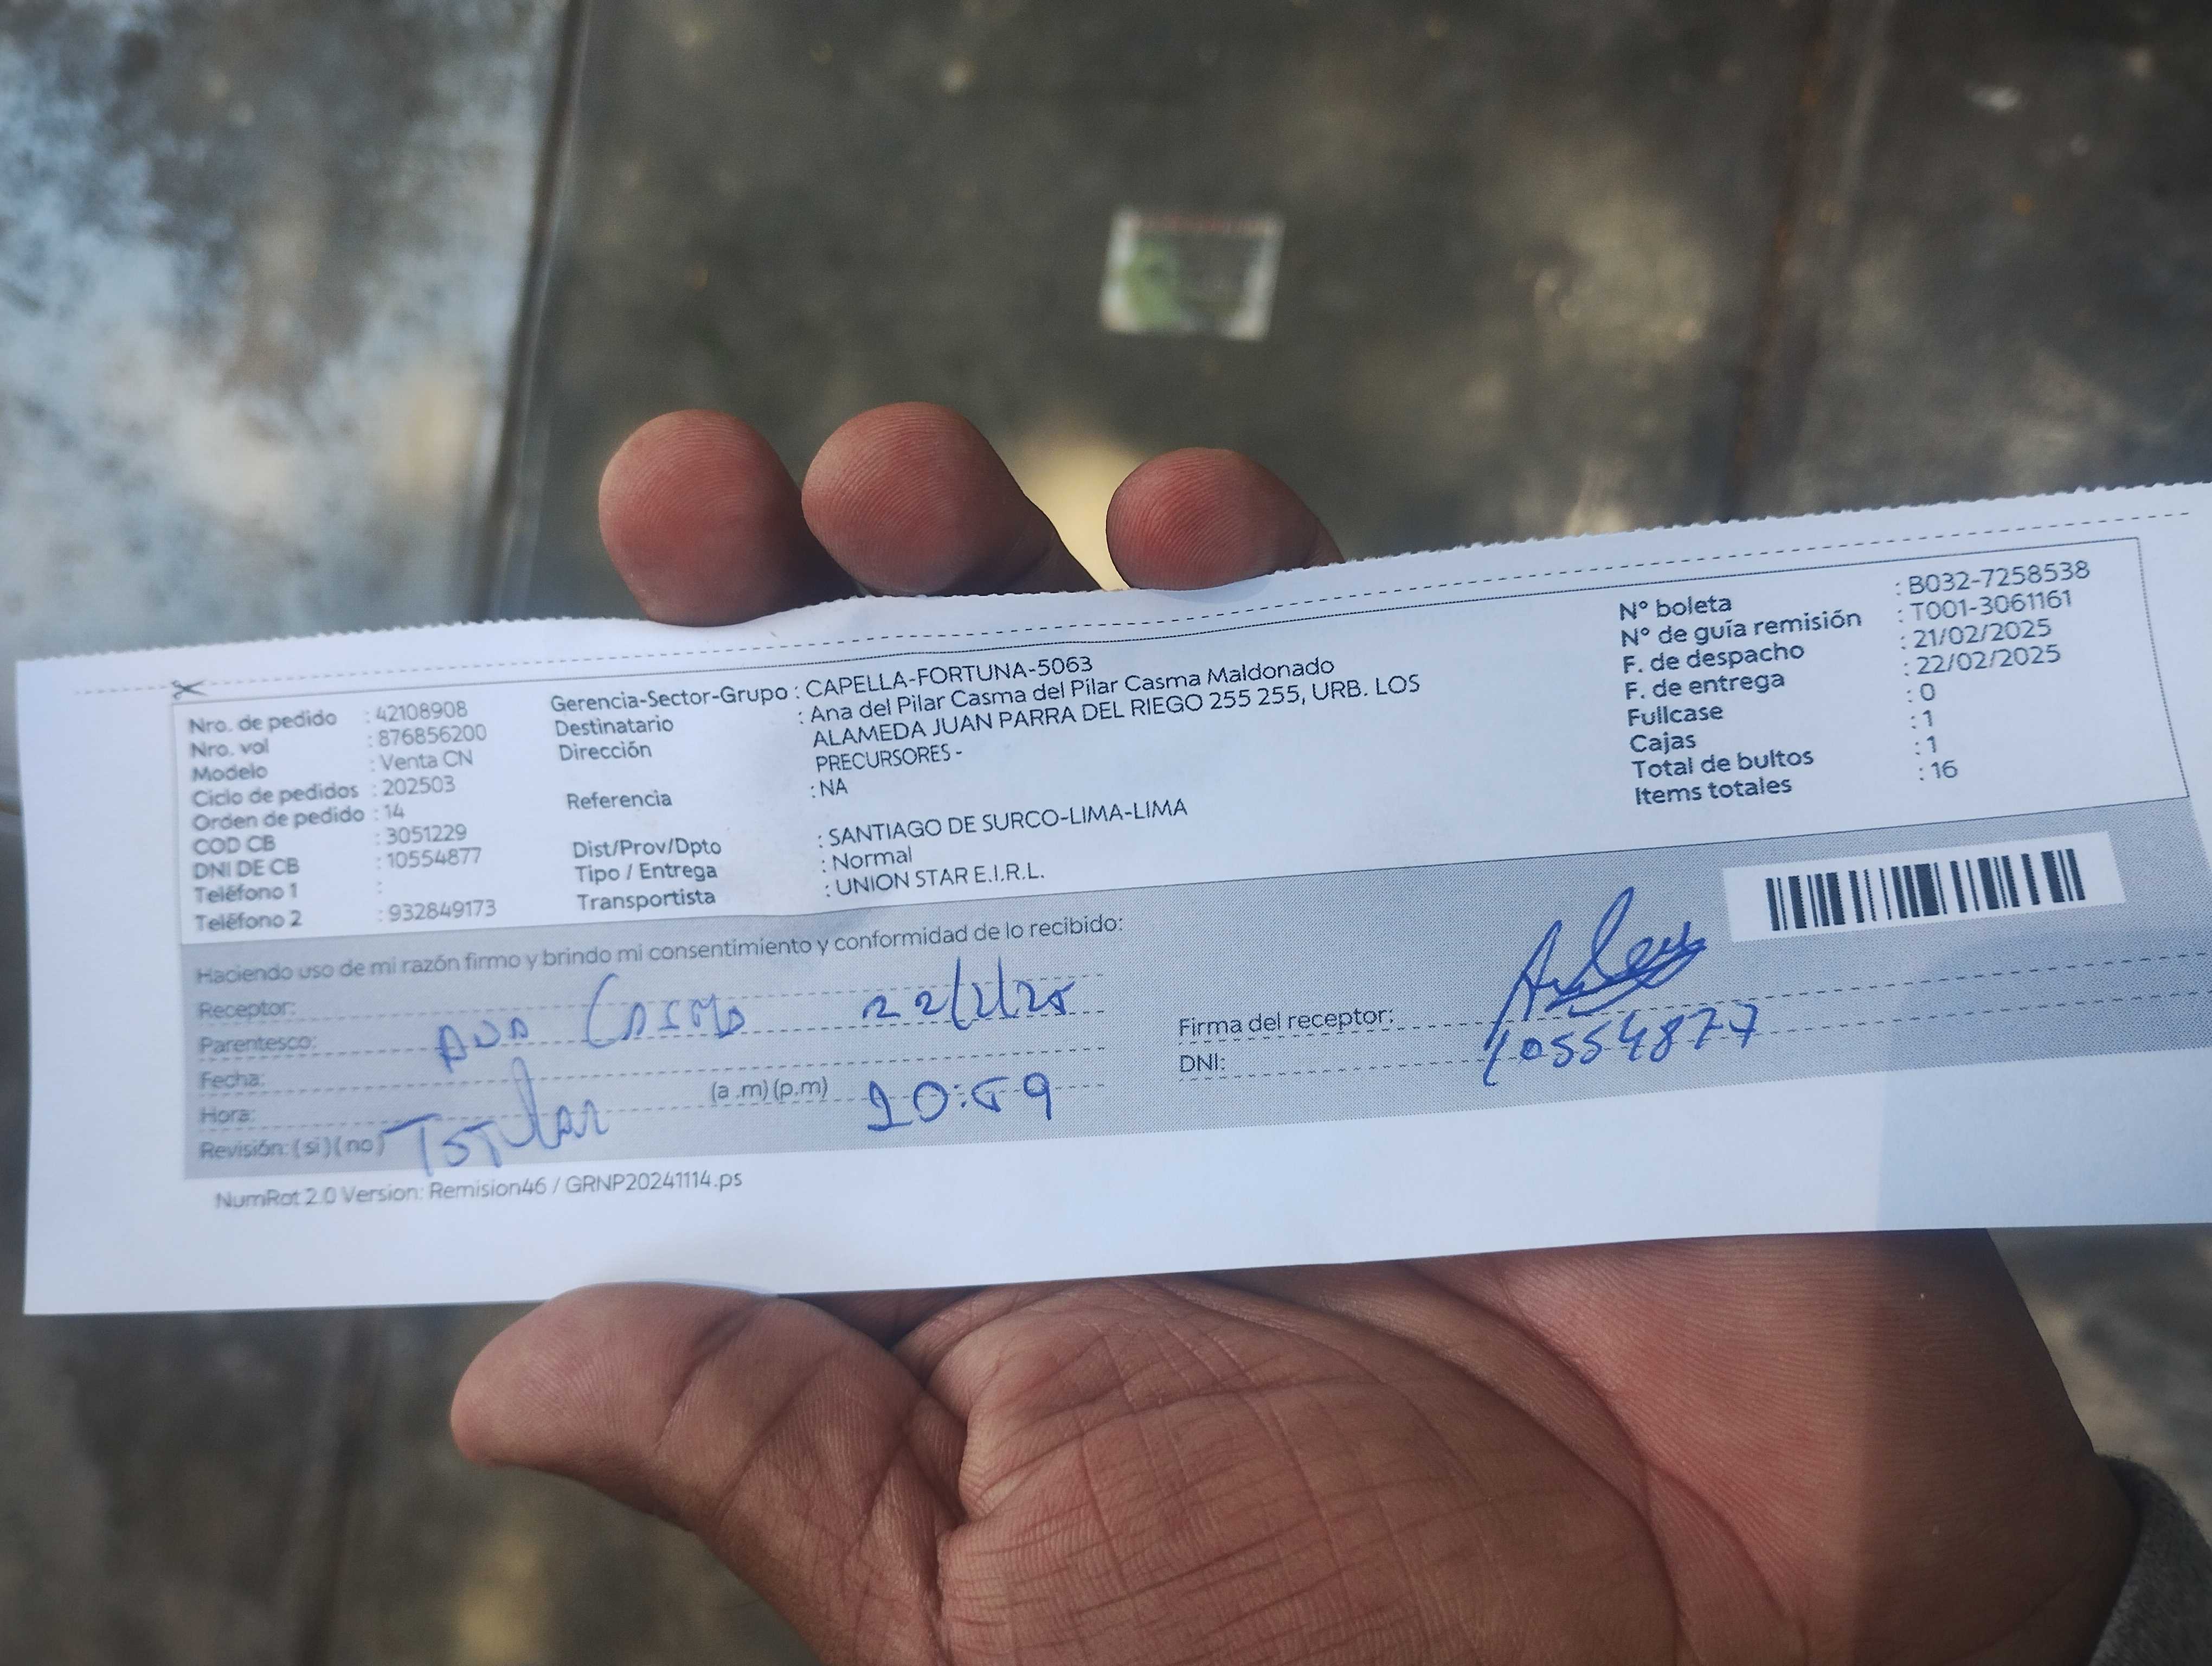 Nro. de pedido : 42108908
Nro. vol : 876856200
Modelo : Venta CN
Ciclo de pedidos : 202503
Orden de pedido : 14
COD CB : 3051229
DNI DE CB : 10554877
Teléfono 1 :
Teléfono 2 : 932849173
Gerencia-Sector-Grupo : CAPELLA-FORTUNA-5063
Destinatario : Ana del Pilar Casma del Pilar Casma Maldonado
Dirección ALAMEDA JUAN PARRA DEL RIEGO 255 255, URB. LOS
PRECURSORES -
Referencia : NA
Dist/Prov/Dpto : SANTIAGO DE SURCO-LIMA-LIMA
Tipo / Entrega : Normal
Transportista : UNION STAR E.I.R.L.
N° boleta : B032-7258538
N° de guía remisión : T001-3061161
F. de despacho : 21/02/2025
F. de entrega : 22/02/2025
Fullcase : 0
Cajas : 1
Total de bultos : 1
Items totales : 16
Haciendo uso de mi razón firmo y brindo mi consentimiento y conformidad de lo recibido:
Receptor:
Parentesco: Ana Casma 22/2/25
Fecha:
Hora: (a .m) (p.m) 10:59
Revisión: ( si ) ( no )
Firma del receptor:
DNI: 10554877
NumRot 2.0 Version: Remision46 / GRNP20241114.ps